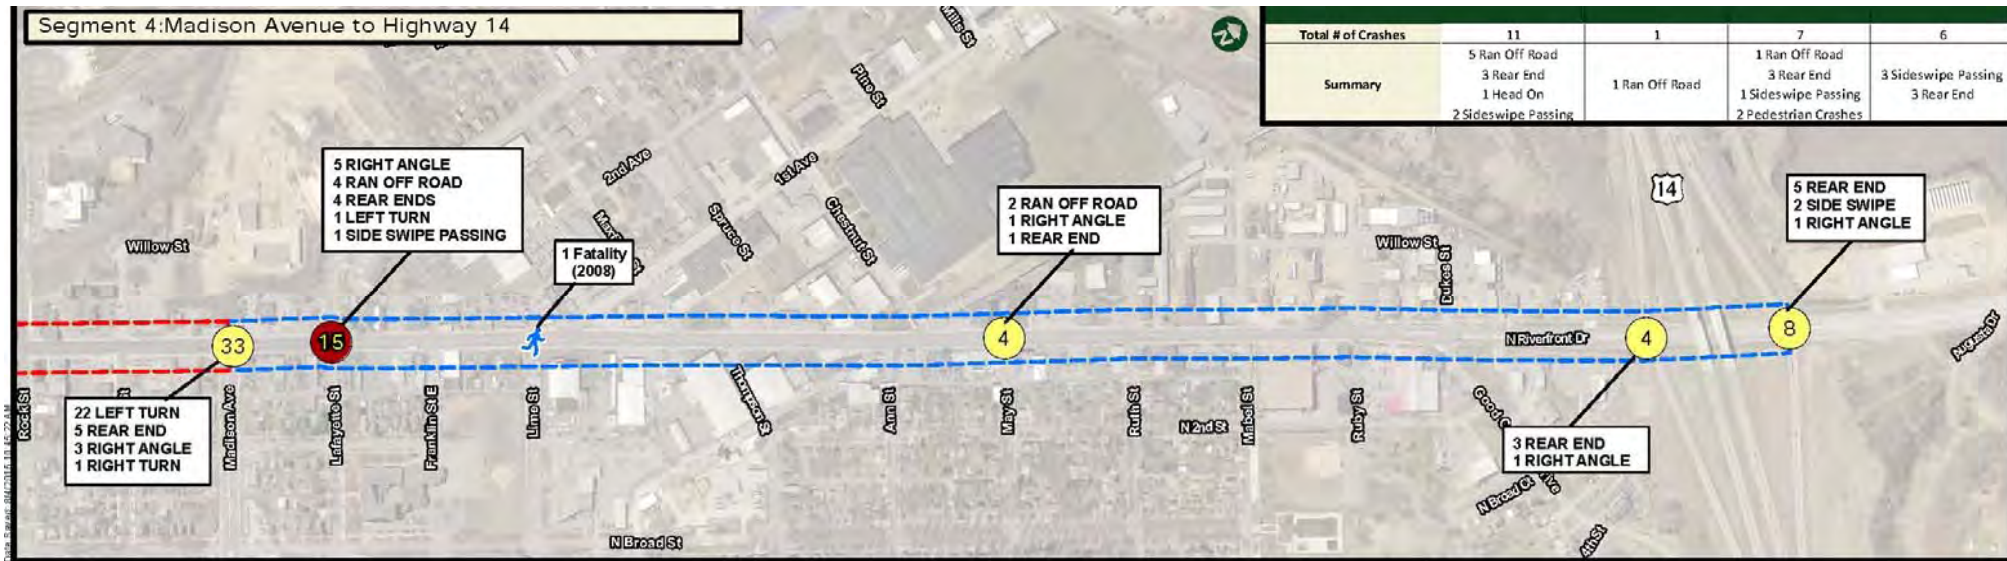 Segment 4:Madison Avenue to Highway 14
Total # of Crashes 11 1 7 6
Summary
5 Ran Off Road
3 Rear End
1 Head On
2 Sideswipe Passing
1 Ran Off Road
1 Ran Off Road
3 Rear End
1 Sideswipe Passing
2 Pedestrian Crashes
3 Sideswipe Passing
3 Rear End
Mills St
Pine St
2nd Ave
1st Ave
Spruce St
Chestnut St
Willow St
5 RIGHT ANGLE
4 RAN OFF ROAD
4 REAR ENDS
1 LEFT TURN
1 SIDE SWIPE PASSING
1 Fatality
(2008)
2 RAN OFF ROAD
1 RIGHT ANGLE
1 REAR END
Willow St
Dukes St
14
5 REAR END
2 SIDE SWIPE
1 RIGHT ANGLE
33
15
4
N Riverfront Dr
4
8
Augusta Dr
Rock St
Madison Ave
Lafayette St
Franklin St E
Lime St
Thompson St
Ann St
May St
Ruth St
N 2nd St
Mabel St
Ruby St
22 LEFT TURN
5 REAR END
3 RIGHT ANGLE
1 RIGHT TURN
3 REAR END
1 RIGHT ANGLE
N Broad Ct
4th St
N Broad St